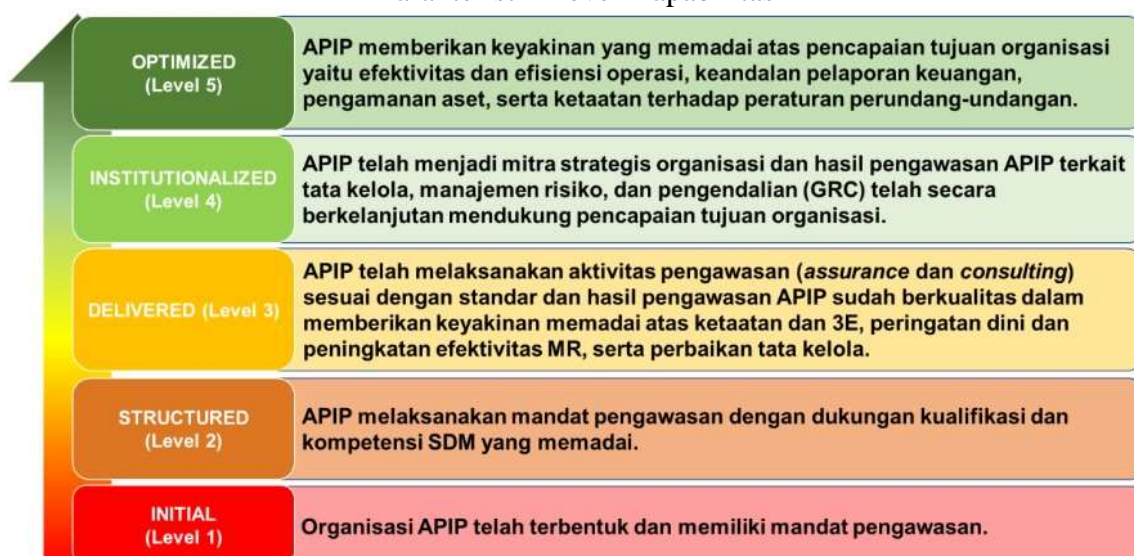 OPTIMIZED
(Level 5)
APIP memberikan keyakinan yang memadai atas pencapaian tujuan organisasi
yaitu efektivitas dan efisiensi operasi, keandalan pelaporan keuangan,
pengamanan aset, serta ketaatan terhadap peraturan perundang-undangan.
INSTITUTIONALIZED
(Level 4)
APIP telah menjadi mitra strategis organisasi dan hasil pengawasan APIP terkait
tata kelola, manajemen risiko, dan pengendalian (GRC) telah secara
berkelanjutan mendukung pencapaian tujuan organisasi.
DELIVERED (Level 3)
APIP telah melaksanakan aktivitas pengawasan (assurance dan consulting)
sesuai dengan standar dan hasil pengawasan APIP sudah berkualitas dalam
memberikan keyakinan memadai atas ketaatan dan 3E, peringatan dini dan
peningkatan efektivitas MR, serta perbaikan tata kelola.
STRUCTURED
(Level 2)
APIP melaksanakan mandat pengawasan dengan dukungan kualifikasi dan
kompetensi SDM yang memadai.
INITIAL
(Level 1)
Organisasi APIP telah terbentuk dan memiliki mandat pengawasan.